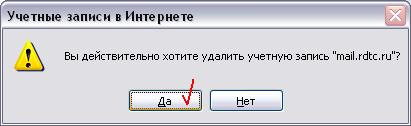 Учетные записи в Интернете
Вы действительно хотите удалить учетную запись "mail.rdtc.ru"?
Да
Нет